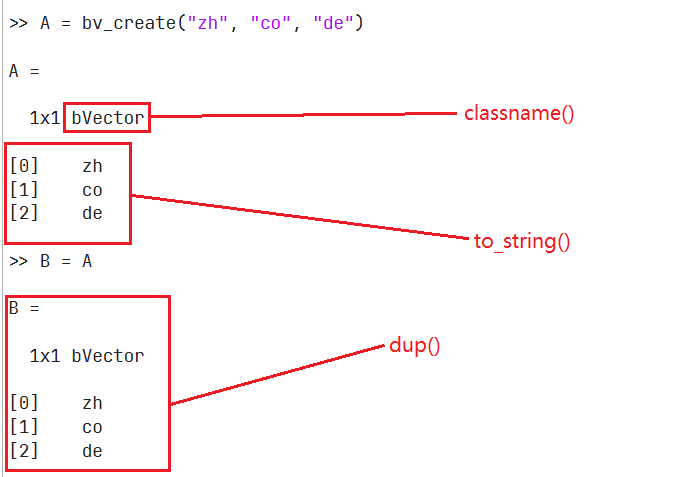 >> A = bv_create("zh", "co", "de")
A =
1x1 bVector
classname()
[0] zh
[1] co
[2] de
to_string()
>> B = A
B =
1x1 bVector
dup()
[0] zh
[1] co
[2] de